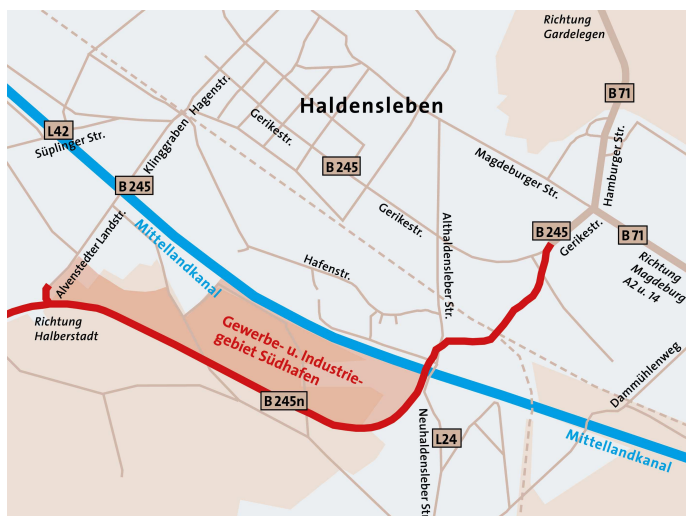 Richtung
Gardelegen
B 71
Haldensleben
Hagenstr.
Gerikestr.
L42
Süplinger Str.
Klinggraben
B 245
B 245
Magdeburger Str.
Hamburger Str.
Gerikestr.
Althaldensleber Str.
B 245
Gerikestr.
B 71
Richtung
Magdeburg
A2 u. 14
Alvenstedter Landstr.
Mittellandkanal
Hafenstr.
Richtung
Halberstadt
Gewerbe- u. Industrie-
gebiet Südhafen
B 245n
Dammühlenweg
Neuhaldensleber Str.
L24
Mittellandkanal